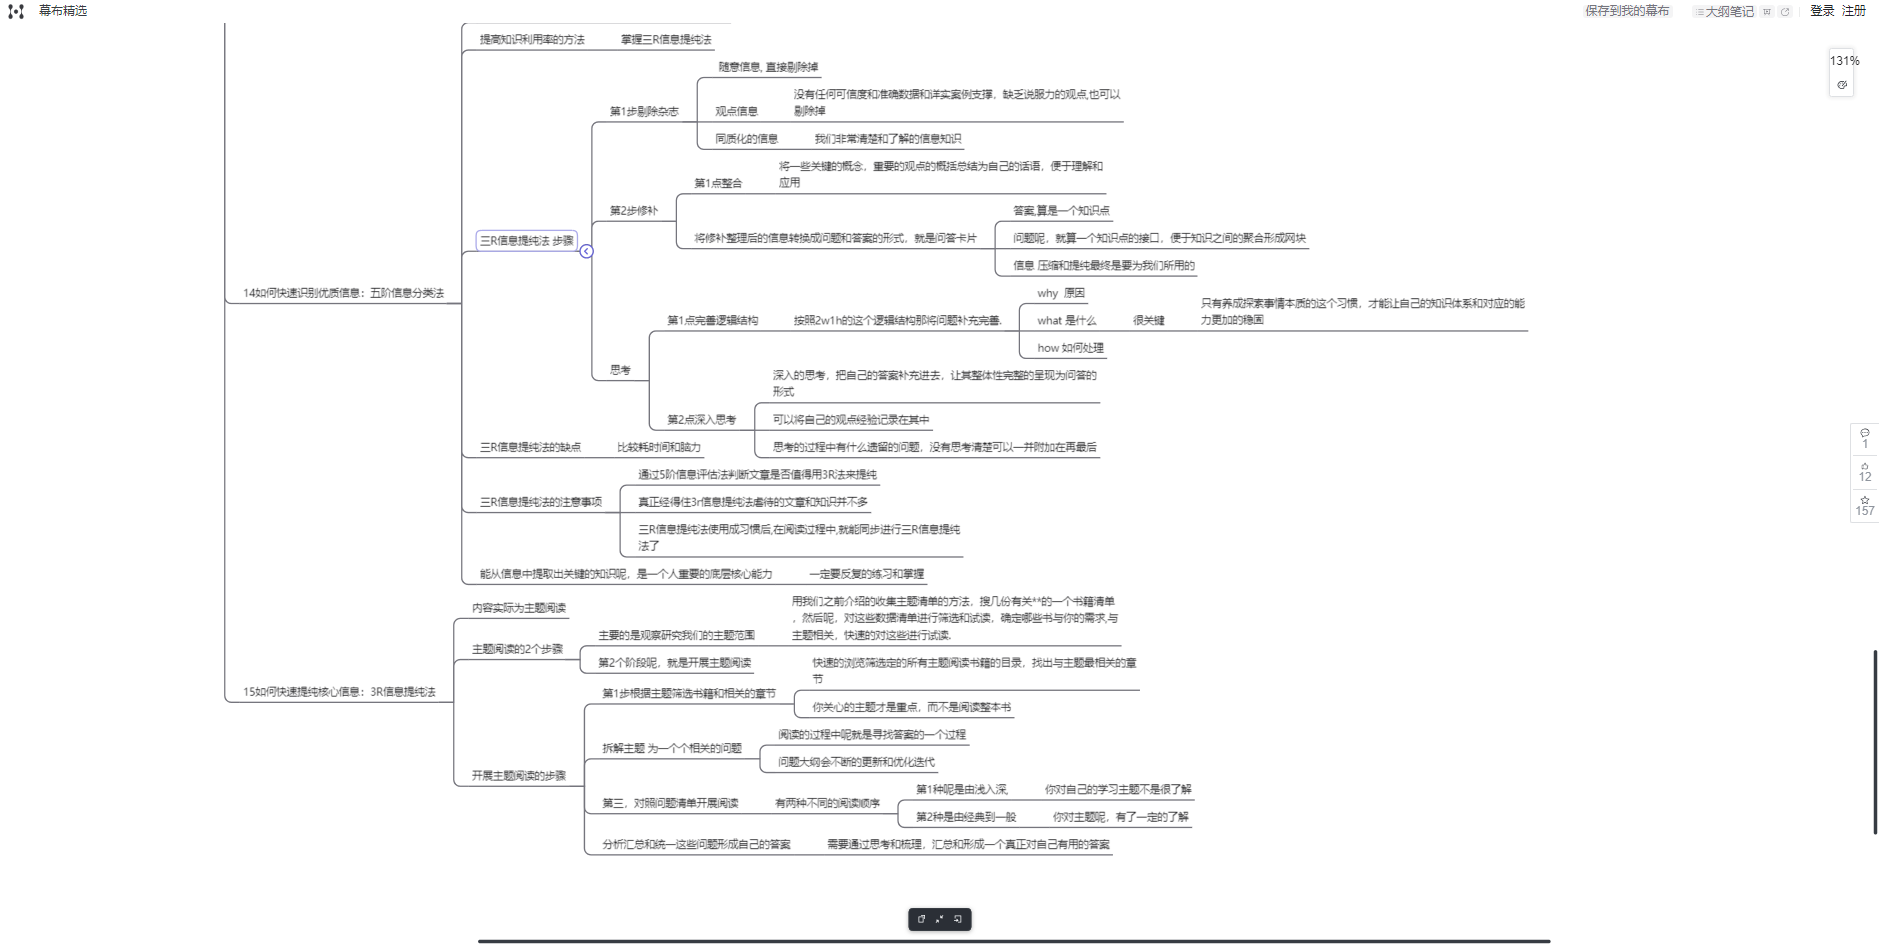 幕布精选
保存到我的幕布
大纲笔记
登录 注册
131%
提高知识利用率的方法
掌握三R信息提纯法
随意信息, 直接剔除掉
第1步剔除杂志
观点信息
没有任何可信度和准确数据和详实案例支撑，缺乏说服力的观点,也可以
剔除掉
同质化的信息
我们非常清楚和了解的信息知识
第1点整合
将一些关键的概念，重要的观点的概括总结为自己的话语，便于理解和
应用
第2步修补
将修补整理后的信息转换成问题和答案的形式，就是问答卡片
答案,算是一个知识点
问题呢，就算一个知识点的接口，便于知识之间的聚合形成网块
信息 压缩和提纯最终是要为我们所用的
三R信息提纯法 步骤
14如何快速识别优质信息：五阶信息分类法
第1点完善逻辑结构
按照2w1h的这个逻辑结构那将问题补充完善.
why 原因
what 是什么
很关键
只有养成探索事情本质的这个习惯，才能让自己的知识体系和对应的能
力更加的稳固
how 如何处理
思考
第2点深入思考
深入的思考，把自己的答案补充进去，让其整体性完整的呈现为问答的
形式
可以将自己的观点经验记录在其中
思考的过程中有什么遗留的问题，没有思考清楚可以一并附加在再最后
三R信息提纯法的缺点
比较耗时间和脑力
三R信息提纯法的注意事项
通过5阶信息评估法判断文章是否值得用3R法来提纯
真正经得住3r信息提纯法虐待的文章和知识并不多
三R信息提纯法使用成习惯后,在阅读过程中,就能同步进行三R信息提纯
法了
能从信息中提取出关键的知识呢，是一个人重要的底层核心能力
一定要反复的练习和掌握
15如何快速提纯核心信息：3R信息提纯法
内容实际为主题阅读
主题阅读的2个步骤
主要的是观察研究我们的主题范围
用我们之前介绍的收集主题清单的方法，搜几份有关**的一个书籍清单
，然后呢，对这些数据清单进行筛选和试读，确定哪些书与你的需求,与
主题相关，快速的对这些进行试读.
第2个阶段呢，就是开展主题阅读
开展主题阅读的步骤
第1步根据主题筛选书籍和相关的章节
快速的浏览筛选定的所有主题阅读书籍的目录，找出与主题最相关的章
节
你关心的主题才是重点，而不是阅读整本书
拆解主题 为一个个相关的问题
阅读的过程中呢就是寻找答案的一个过程
问题大纲会不断的更新和优化迭代
第三，对照问题清单开展阅读
有两种不同的阅读顺序
第1种呢是由浅入深,
你对自己的学习主题不是很了解
第2种是由经典到一般
你对主题呢，有了一定的了解
分析汇总和统一这些问题形成自己的答案
需要通过思考和梳理，汇总和形成一个真正对自己有用的答案
1
12
157